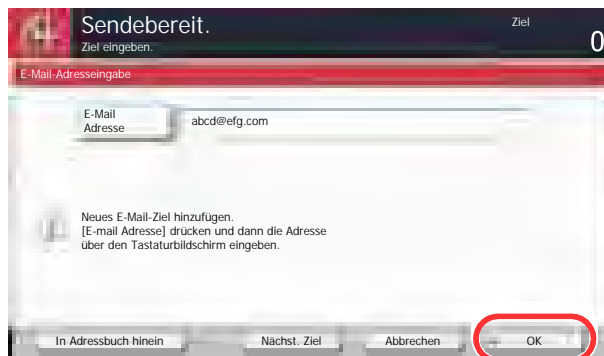 Sendebereit.
Ziel
Ziel eingeben.
0
E-Mail-Adresseingabe
E-Mail
Adresse
abcd@efg.com
Neues E-Mail-Ziel hinzufügen.
[E-mail Adresse] drücken und dann die Adresse
über den Tastaturbildschirm eingeben.
In Adressbuch hinein
Nächst. Ziel
Abbrechen
OK